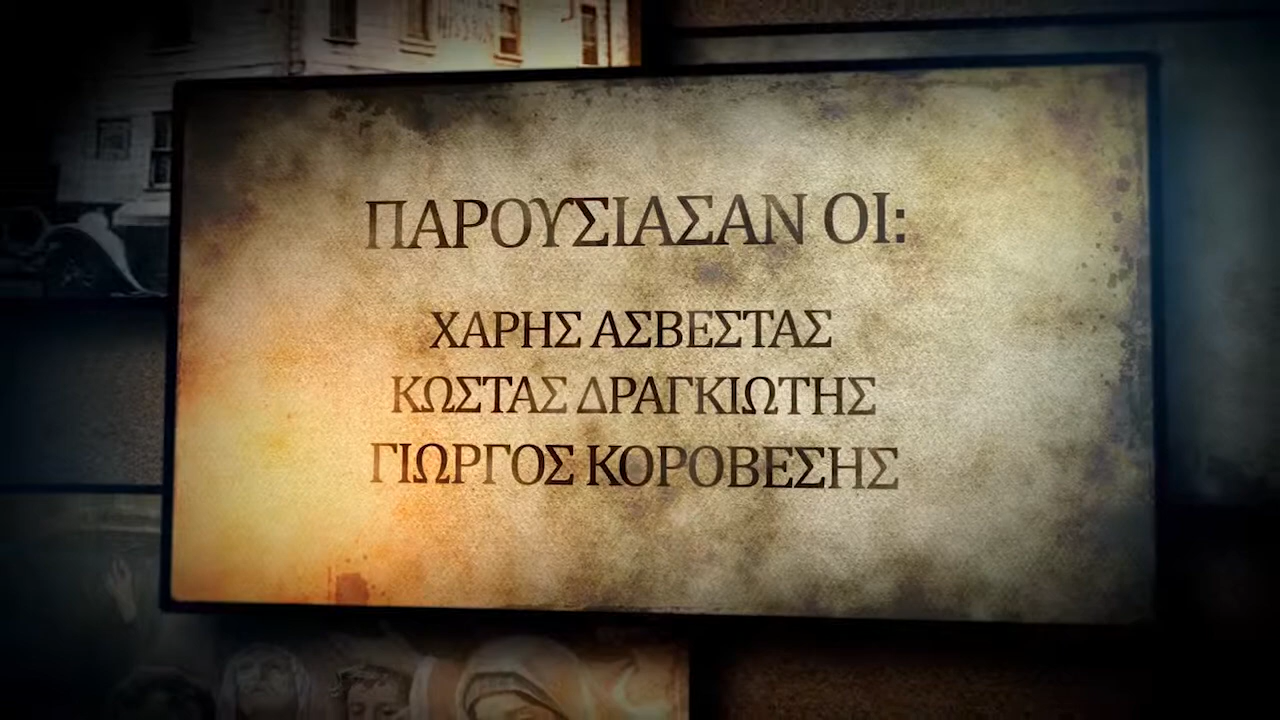 ΠΑΡΟΥΣΙΑΣΑΝ ΟΙ:
ΧΑΡΗΣ ΑΣΒΕΣΤΑΣ
ΚΩΣΤΑΣ ΔΡΑΓΚΙΩΤΗΣ
ΓΙΩΡΓΟΣ ΚΟΡΟΒΕΣΗΣ